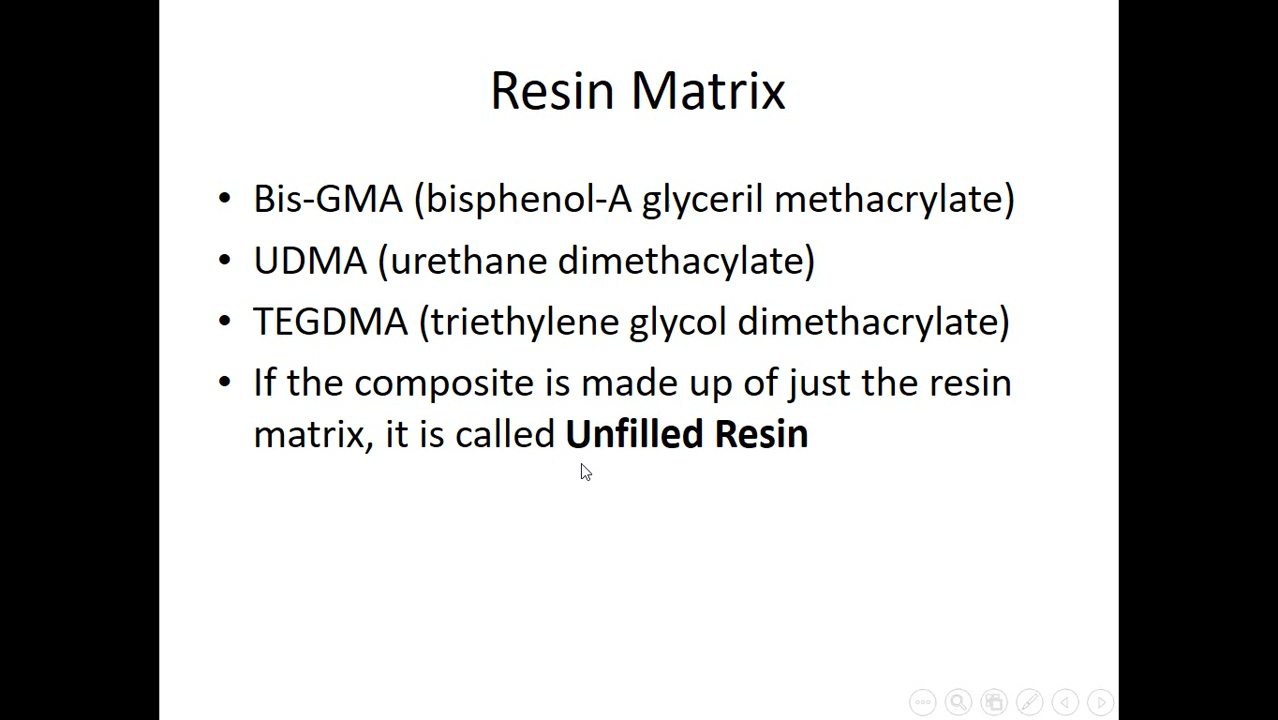 Resin Matrix
• Bis-GMA (bisphenol-A glyceril methacrylate)
• UDMA (urethane dimethacylate)
• TEGDMA (triethylene glycol dimethacrylate)
• If the composite is made up of just the resin
matrix, it is called Unfilled Resin